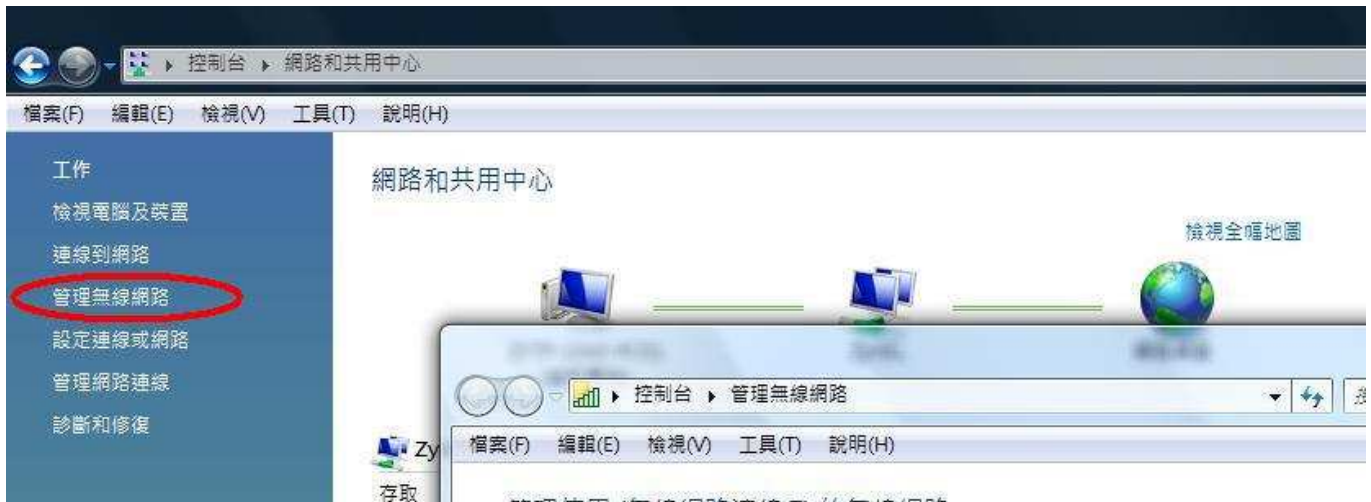 控制台 網路和共用中心
檔案(F) 編輯(E) 檢視(V) 工具(T) 說明(H)
工作
檢視電腦及裝置
連線到網路
管理無線網路
設定連線或網路
管理網路連線
診斷和修復
網路和共用中心
檢視全幅地圖
Zy
存取
控制台 管理無線網路
檔案(F) 編輯(E) 檢視(V) 工具(T) 說明(H)